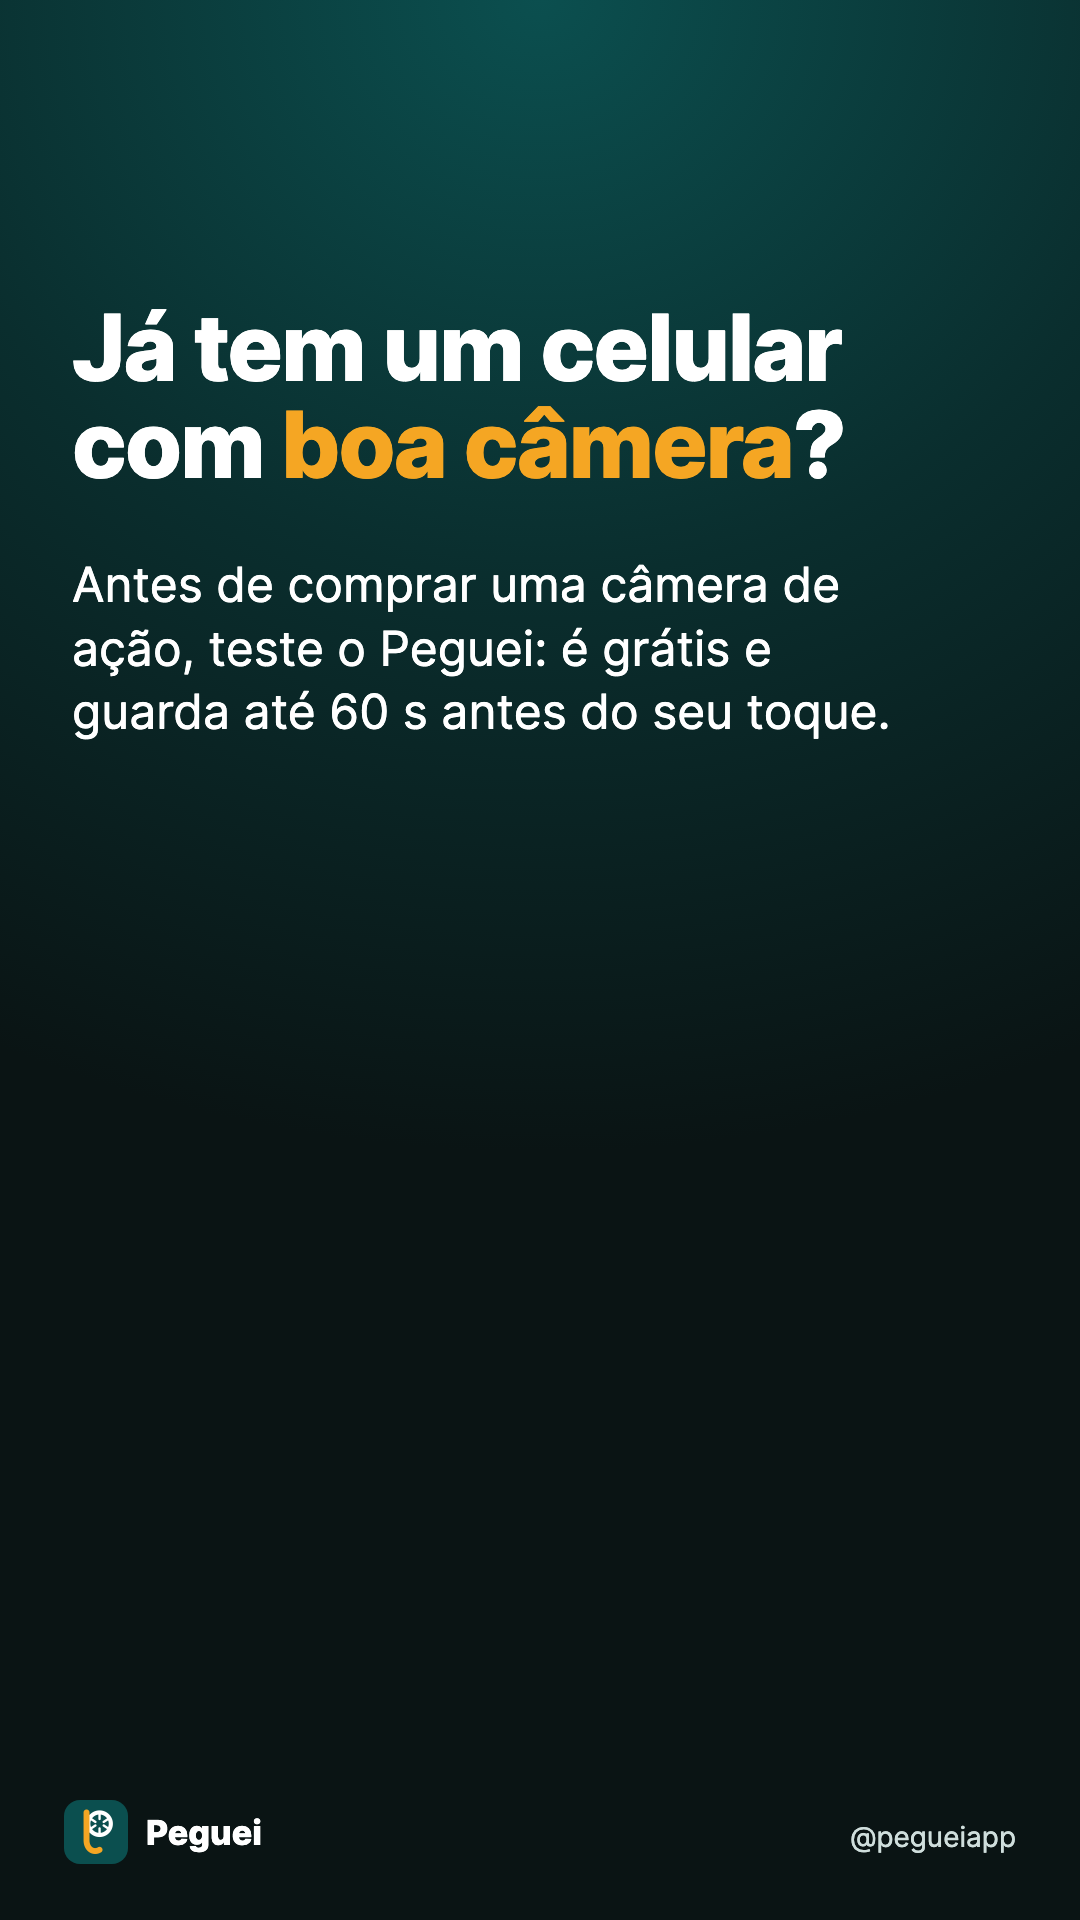 Já tem um celular
com boa câmera?
Antes de comprar uma câmera de
ação, teste o Peguei: é grátis e
guarda até 60 s antes do seu toque.
Peguei
@pegueiapp